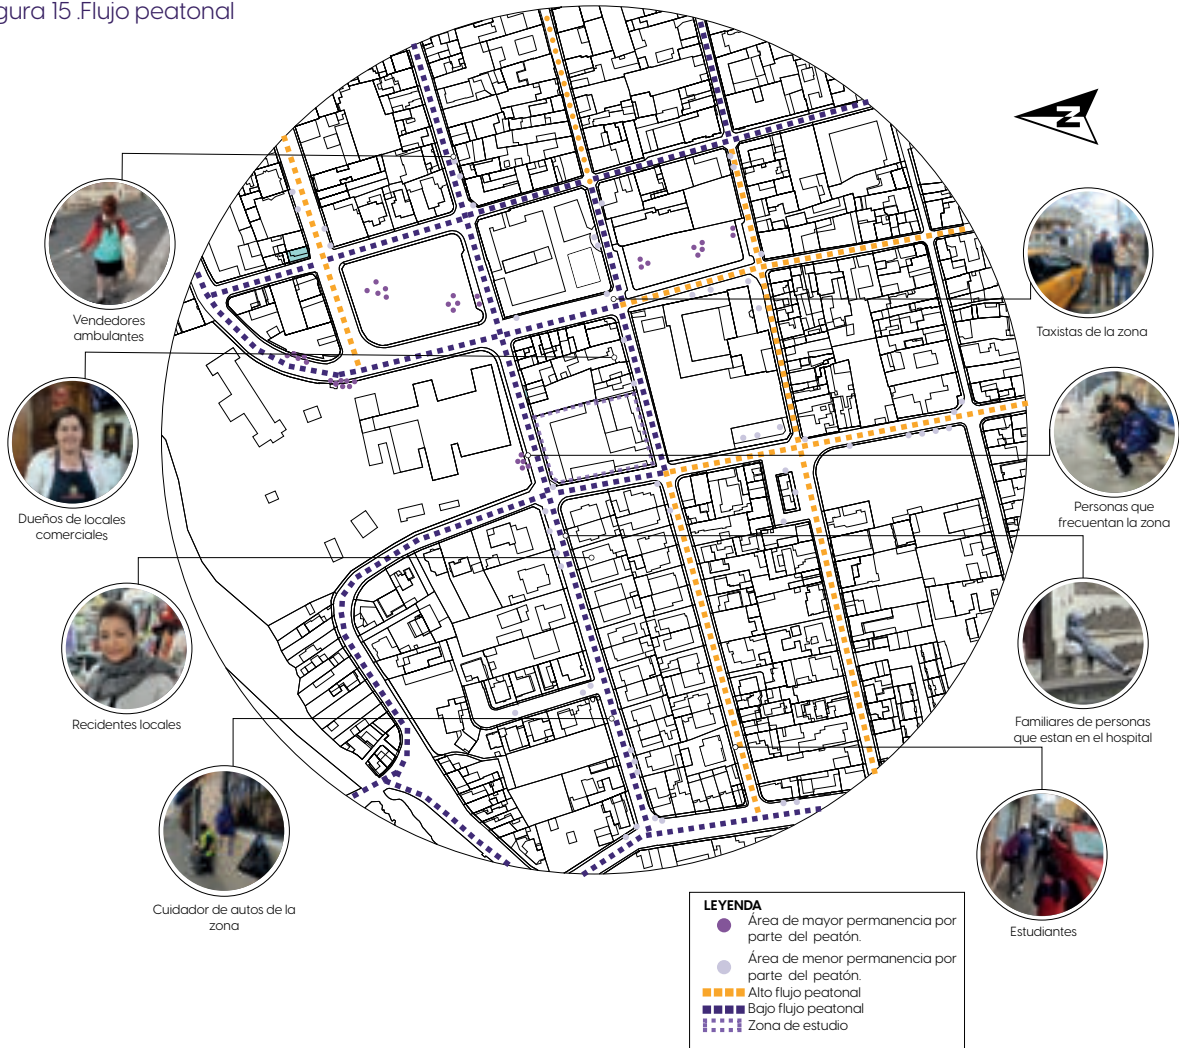 gura 15 .Flujo peatonal
N
Vendedores
ambulantes
Taxistas de la zona
Dueños de locales
comerciales
Personas que
frecuentan la zona
Recidentes locales
Familiares de personas
que estan en el hospital
Cuidador de autos de la
zona
Estudiantes
LEYENDA
Área de mayor permanencia por
parte del peatón.
Área de menor permanencia por
parte del peatón.
Alto flujo peatonal
Bajo flujo peatonal
Zona de estudio